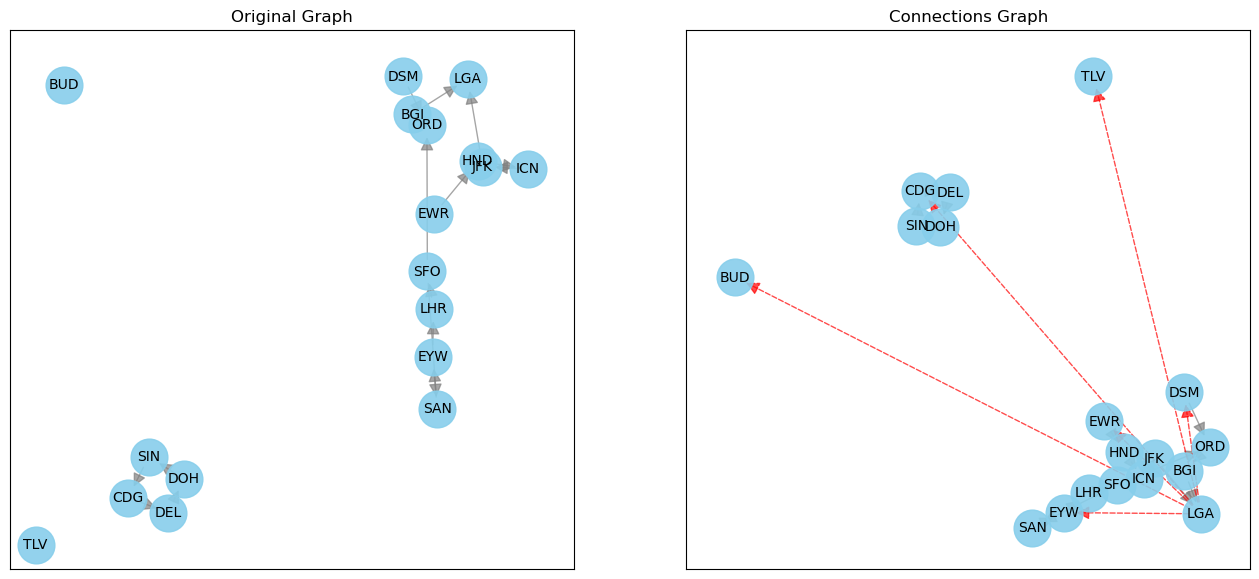 Original Graph
BUD
DSM
LGA
BGI
ORD
HND
JFK
ICN
EWR
SFO
LHR
EYW
SAN
SIN
DOH
CDG
DEL
TLV
Connections Graph
TLV
CDG
DEL
SIN
DOH
BUD
DSM
EWR
ORD
HND
JFK
BGI
ICN
SFO
LHR
EYW
LGA
SAN